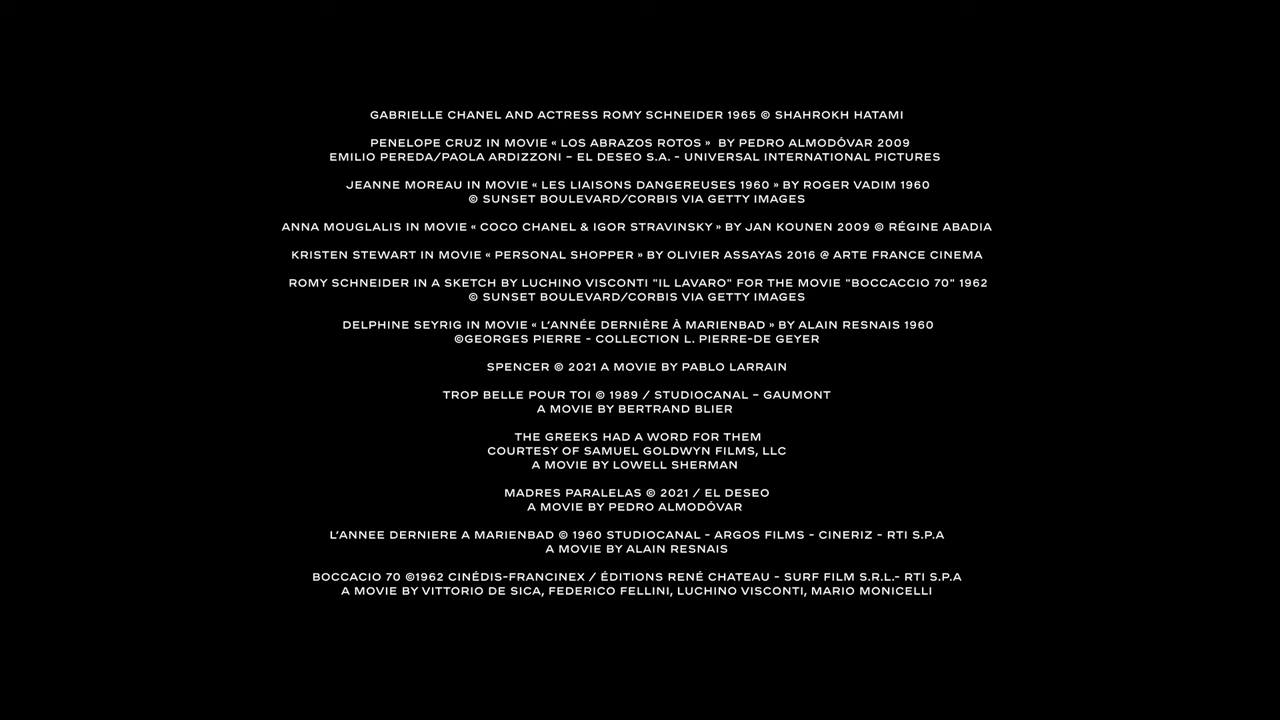 GABRIELLE CHANEL AND ACTRESS ROMY SCHNEIDER 1965 © SHAHROKH HATAMI
PENELOPE CRUZ IN MOVIE « LOS ABRAZOS ROTOS » BY PEDRO ALMODÓVAR 2009
EMILIO PEREDA/PAOLA ARDIZZONI – EL DESEO S.A. - UNIVERSAL INTERNATIONAL PICTURES
JEANNE MOREAU IN MOVIE « LES LIAISONS DANGEREUSES 1960 » BY ROGER VADIM 1960
© SUNSET BOULEVARD/CORBIS VIA GETTY IMAGES
ANNA MOUGLALIS IN MOVIE « COCO CHANEL & IGOR STRAVINSKY » BY JAN KOUNEN 2009 © RÉGINE ABADIA
KRISTEN STEWART IN MOVIE « PERSONAL SHOPPER » BY OLIVIER ASSAYAS 2016 @ ARTE FRANCE CINEMA
ROMY SCHNEIDER IN A SKETCH BY LUCHINO VISCONTI "IL LAVARO" FOR THE MOVIE "BOCCACCIO 70" 1962
© SUNSET BOULEVARD/CORBIS VIA GETTY IMAGES
DELPHINE SEYRIG IN MOVIE « L'ANNÉE DERNIÈRE À MARIENBAD » BY ALAIN RESNAIS 1960
©GEORGES PIERRE - COLLECTION L. PIERRE-DE GEYER
SPENCER © 2021 A MOVIE BY PABLO LARRAIN
TROP BELLE POUR TOI © 1989 / STUDIOCANAL – GAUMONT
A MOVIE BY BERTRAND BLIER
THE GREEKS HAD A WORD FOR THEM
COURTESY OF SAMUEL GOLDWYN FILMS, LLC
A MOVIE BY LOWELL SHERMAN
MADRES PARALELAS © 2021 / EL DESEO
A MOVIE BY PEDRO ALMODÓVAR
L'ANNEE DERNIERE A MARIENBAD © 1960 STUDIOCANAL - ARGOS FILMS - CINERIZ - RTI S.P.A
A MOVIE BY ALAIN RESNAIS
BOCCACIO 70 ©1962 CINÉDIS-FRANCINEX / ÉDITIONS RENÉ CHATEAU - SURF FILM S.R.L.- RTI S.P.A
A MOVIE BY VITTORIO DE SICA, FEDERICO FELLINI, LUCHINO VISCONTI, MARIO MONICELLI